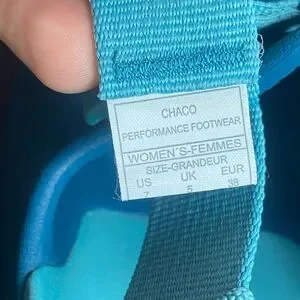 CHACO
PERFORMANCE FOOTWEAR
WOMEN'S-FEMMES
SIZE-GRANDEUR
US UK EUR
7 5 38